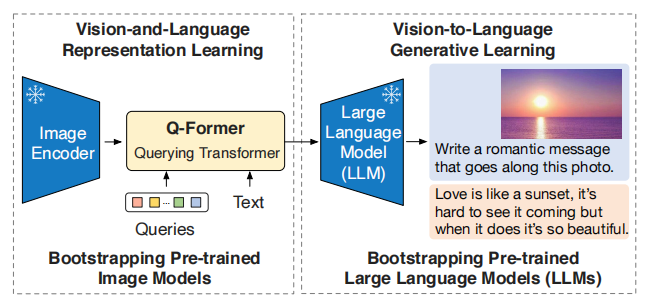 Vision-and-Language
Representation Learning
Vision-to-Language
Generative Learning
Image
Encoder
Q-Former
Querying Transformer
...
Queries
Text
Large
Language
Model
(LLM)
Write a romantic message
that goes along this photo.
Love is like a sunset, it's
hard to see it coming but
when it does it's so beautiful.
Bootstrapping Pre-trained
Image Models
Bootstrapping Pre-trained
Large Language Models (LLMs)